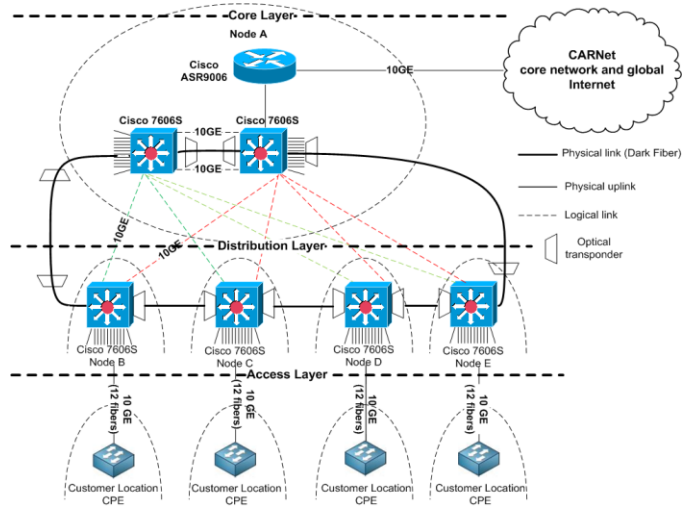 Core Layer
Node A
Cisco
ASR9006
10GE
CARNet
core network and global
Internet
Cisco 7606S
Cisco 7606S
10GE
10GE
Physical link (Dark Fiber)
Physical uplink
Logical link
Optical
transponder
10GE
10GE
Distribution Layer
Cisco 7606S
Node B
Cisco 7606S
Node C
Cisco 7606S
Node D
Cisco 7606S
Node E
Access Layer
10 GE
(12 fibers)
10 GE
(12 fibers)
10 GE
(12 fibers)
10 GE
(12 fibers)
Customer Location
CPE
Customer Location
CPE
Customer Location
CPE
Customer Location
CPE